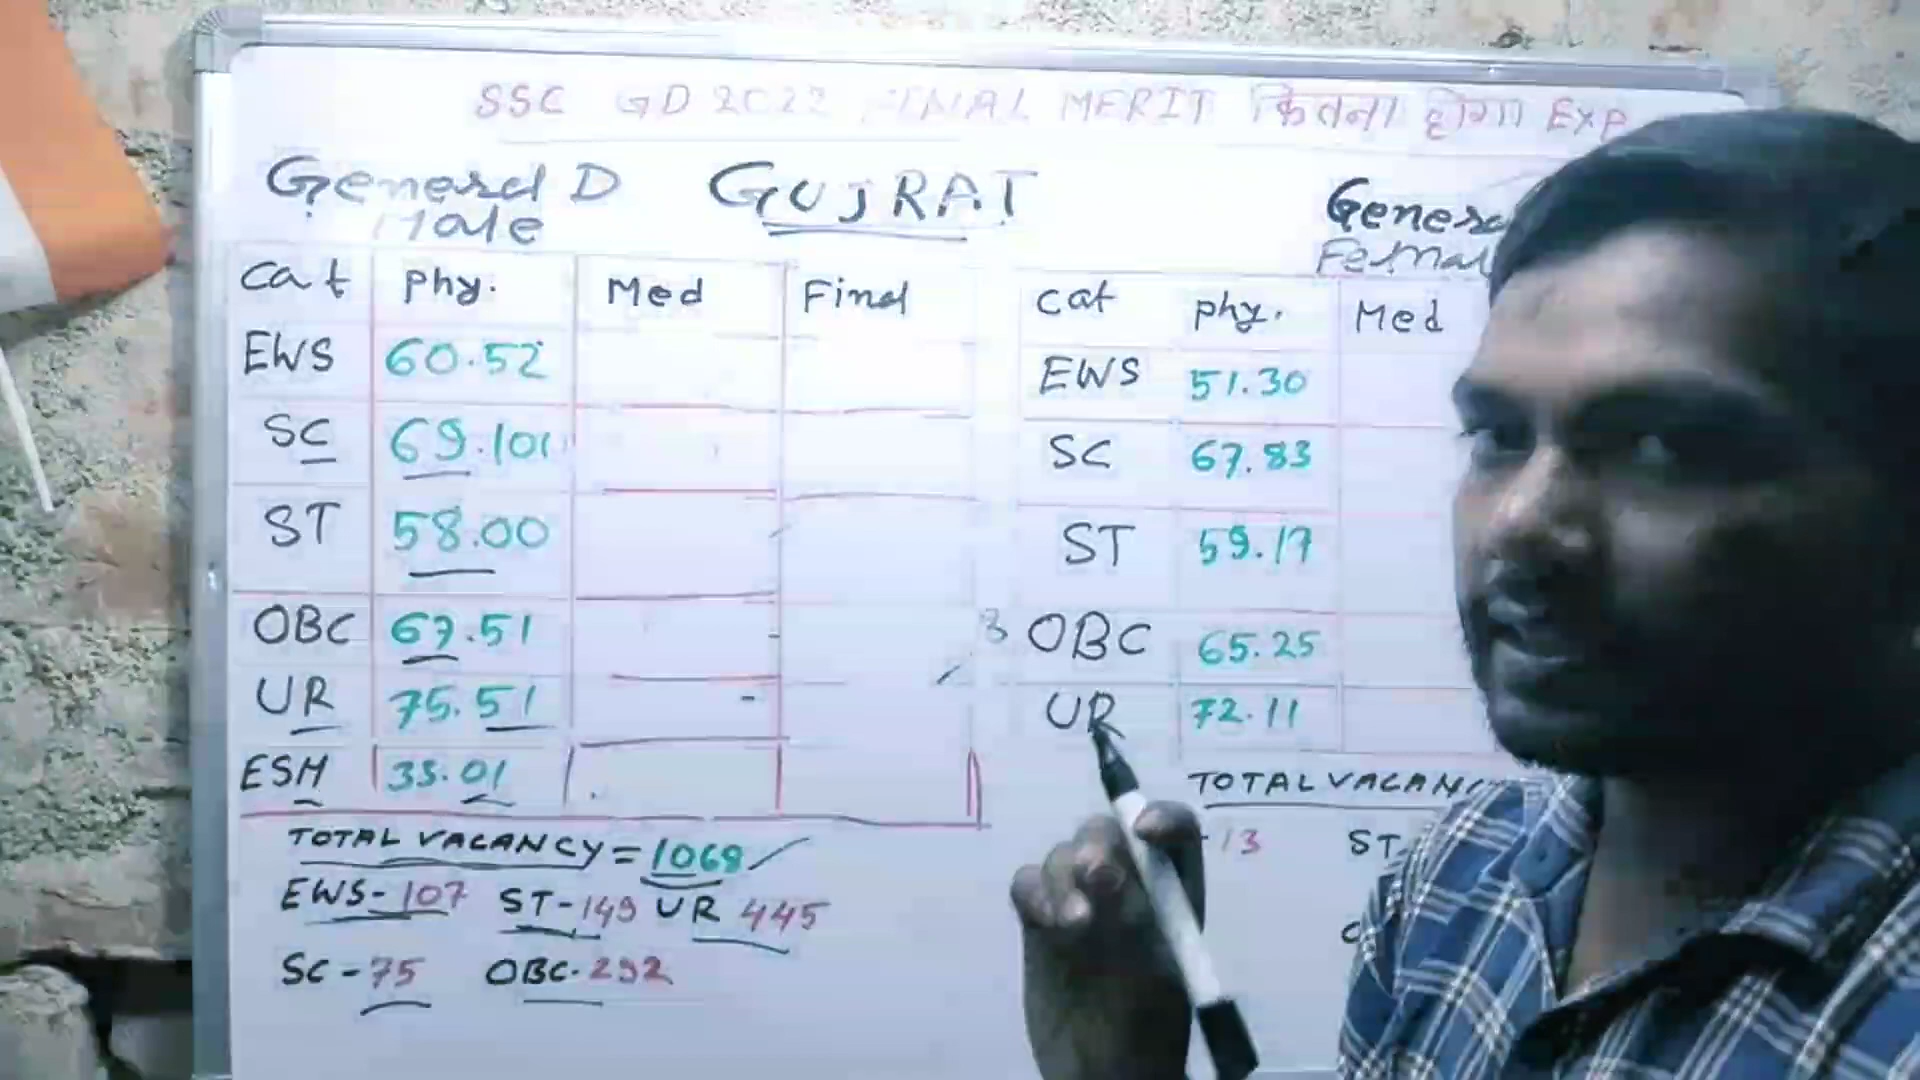 SSC GD 2022 FINAL MERIT कितना होगा EXP
General D GUJRAT
Male
Cat Phy. Med Final
EWS 60.52
SC 69.101
ST 58.00
OBC 67.51
UR 75.51
ESM 35.01
TOTAL VACANCY = 1068
EWS-107 ST-149 UR 445
SC-75 OBC-292
Female
Cat Phy. Med
EWS 51.30
SC 67.83
ST 59.17
OBC 65.25
UR 72.11
TOTAL
13 ST